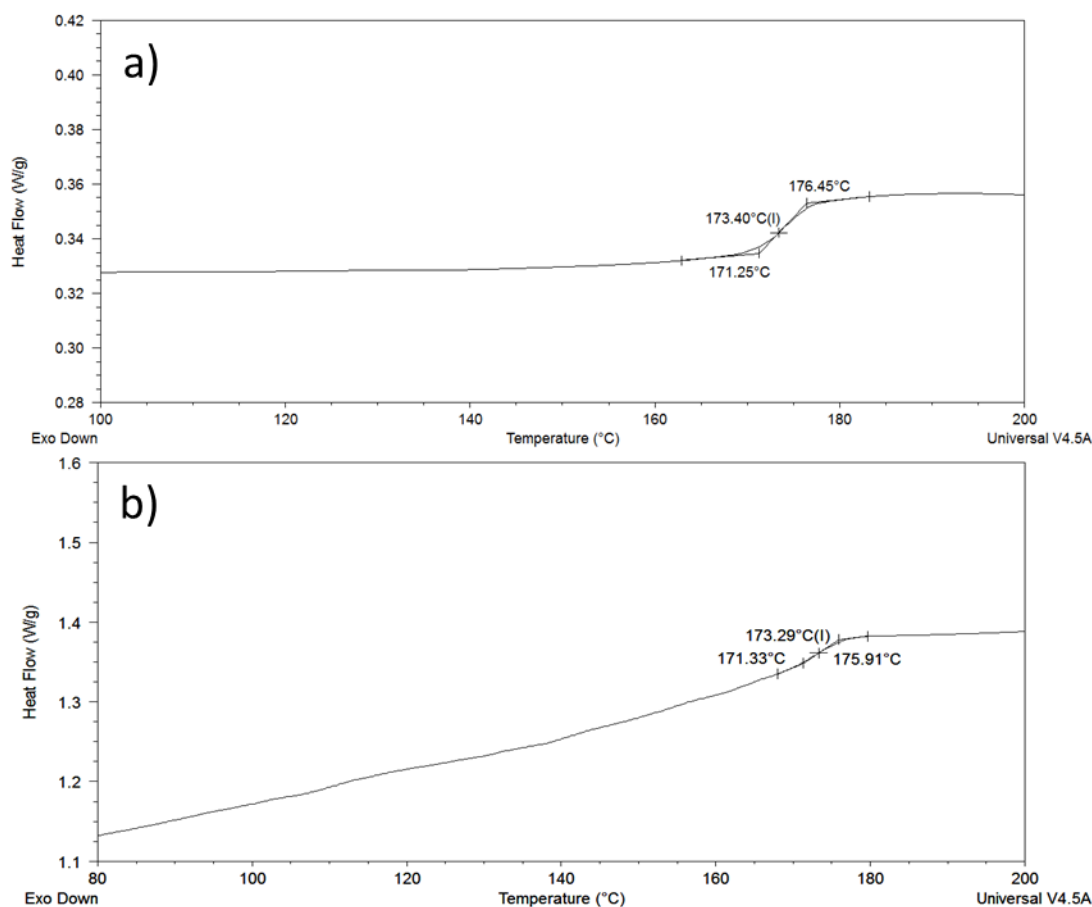 a)
0.42
0.40
0.38
0.36
0.34
0.32
0.30
0.28
Heat Flow (W/g)
176.45°C
173.40°C(I)
171.25°C
100
120
140
160
180
200
Exo Down
Temperature (°C)
Universal V4.5A
b)
1.6
1.5
1.4
1.3
1.2
1.1
Heat Flow (W/g)
173.29°C(I)
171.33°C
175.91°C
80
100
120
140
160
180
200
Exo Down
Temperature (°C)
Universal V4.5A